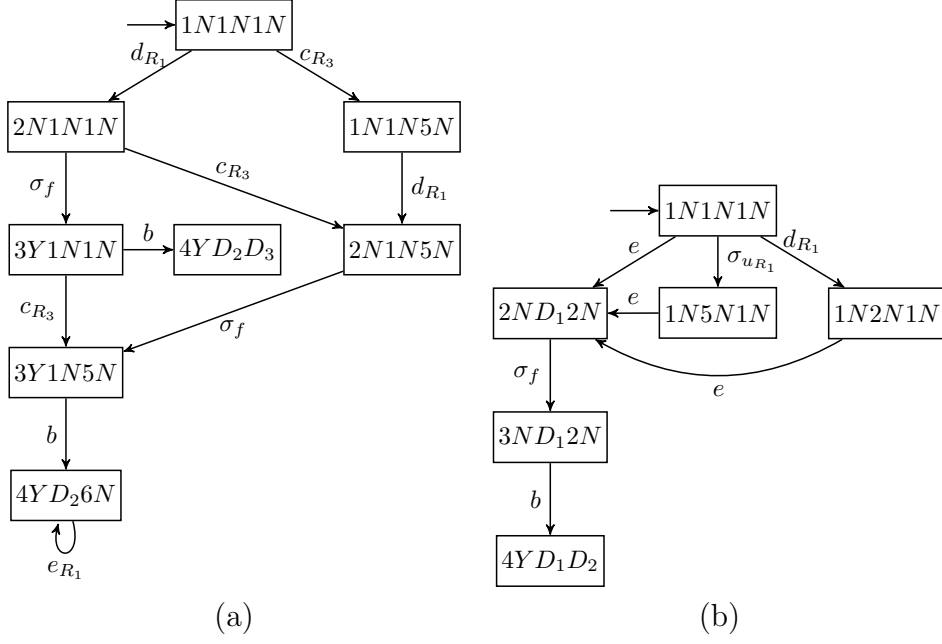 1N1N1N
d_{R_1} c_{R_3}
2N1N1N 1N1N5N
σ_f c_{R_3} d_{R_1}
3Y1N1N b 4YD_2D_3 2N1N5N
c_{R_3} σ_f
3Y1N5N
b
4YD_26N
e_{R_1}
(a)
1N1N1N
e σ_{u_{R_1}} d_{R_1}
2ND_12N e 1N5N1N 1N2N1N
σ_f e
3ND_12N
b
4YD_1D_2
(b)